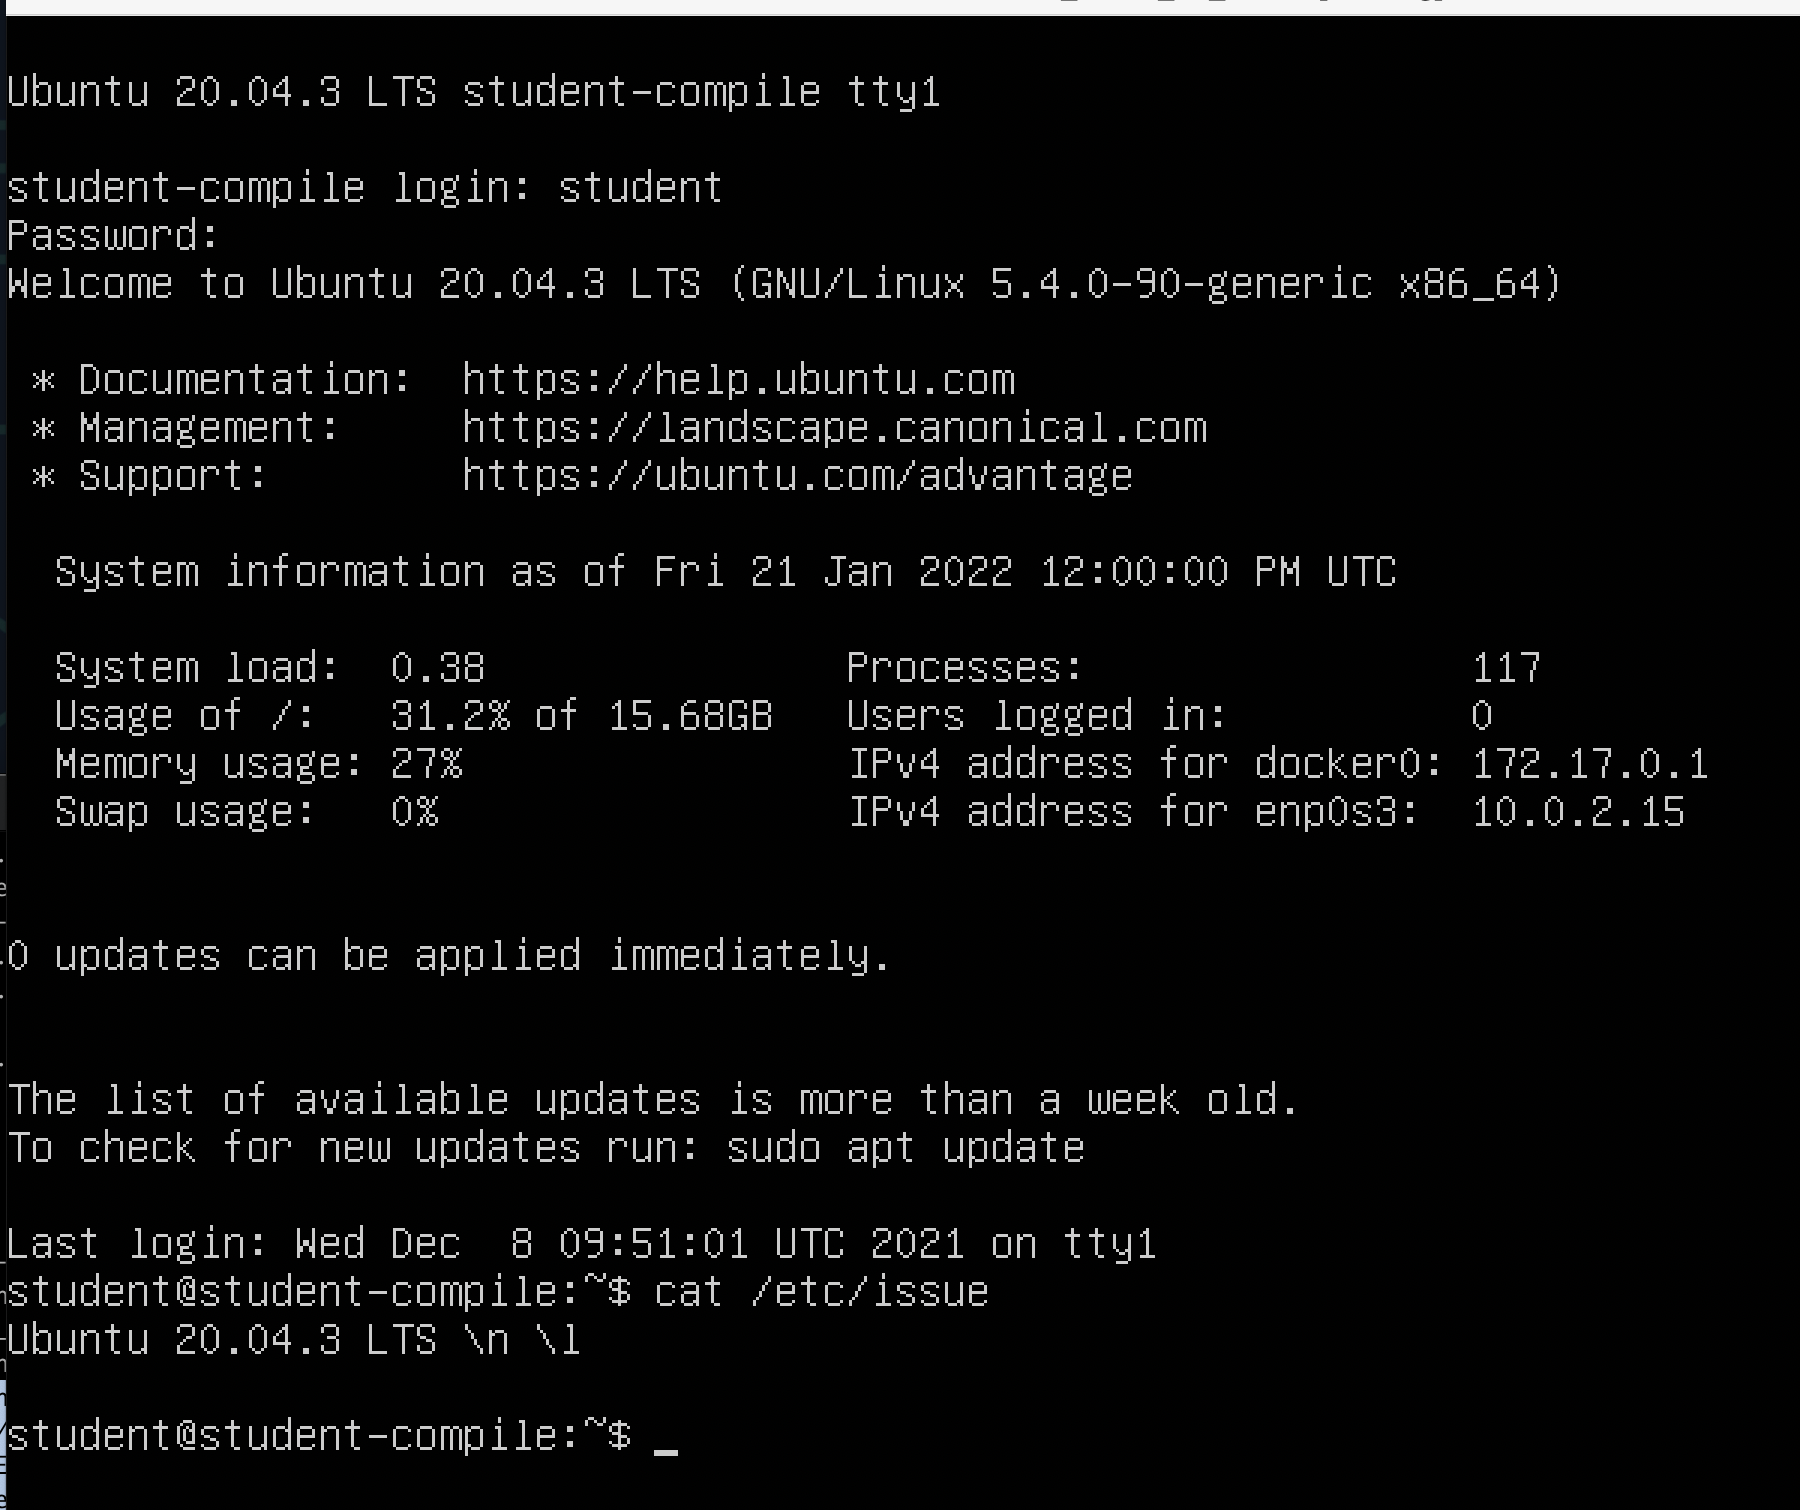 Ubuntu 20.04.3 LTS student-compile tty1
student-compile login: student
Password:
Welcome to Ubuntu 20.04.3 LTS (GNU/Linux 5.4.0-90-generic x86_64)
* Documentation:  https://help.ubuntu.com
* Management:     https://landscape.canonical.com
* Support:        https://ubuntu.com/advantage
System information as of Fri 21 Jan 2022 12:00:00 PM UTC
System load:  0.38               Processes:                117
Usage of /:   31.2% of 15.68GB   Users logged in:          0
Memory usage: 27%                IPv4 address for docker0: 172.17.0.1
Swap usage:   0%                 IPv4 address for enp0s3:  10.0.2.15
0 updates can be applied immediately.
The list of available updates is more than a week old.
To check for new updates run: sudo apt update
Last login: Wed Dec  8 09:51:01 UTC 2021 on tty1
student@student-compile:~$ cat /etc/issue
Ubuntu 20.04.3 LTS \n \l
student@student-compile:~$ _